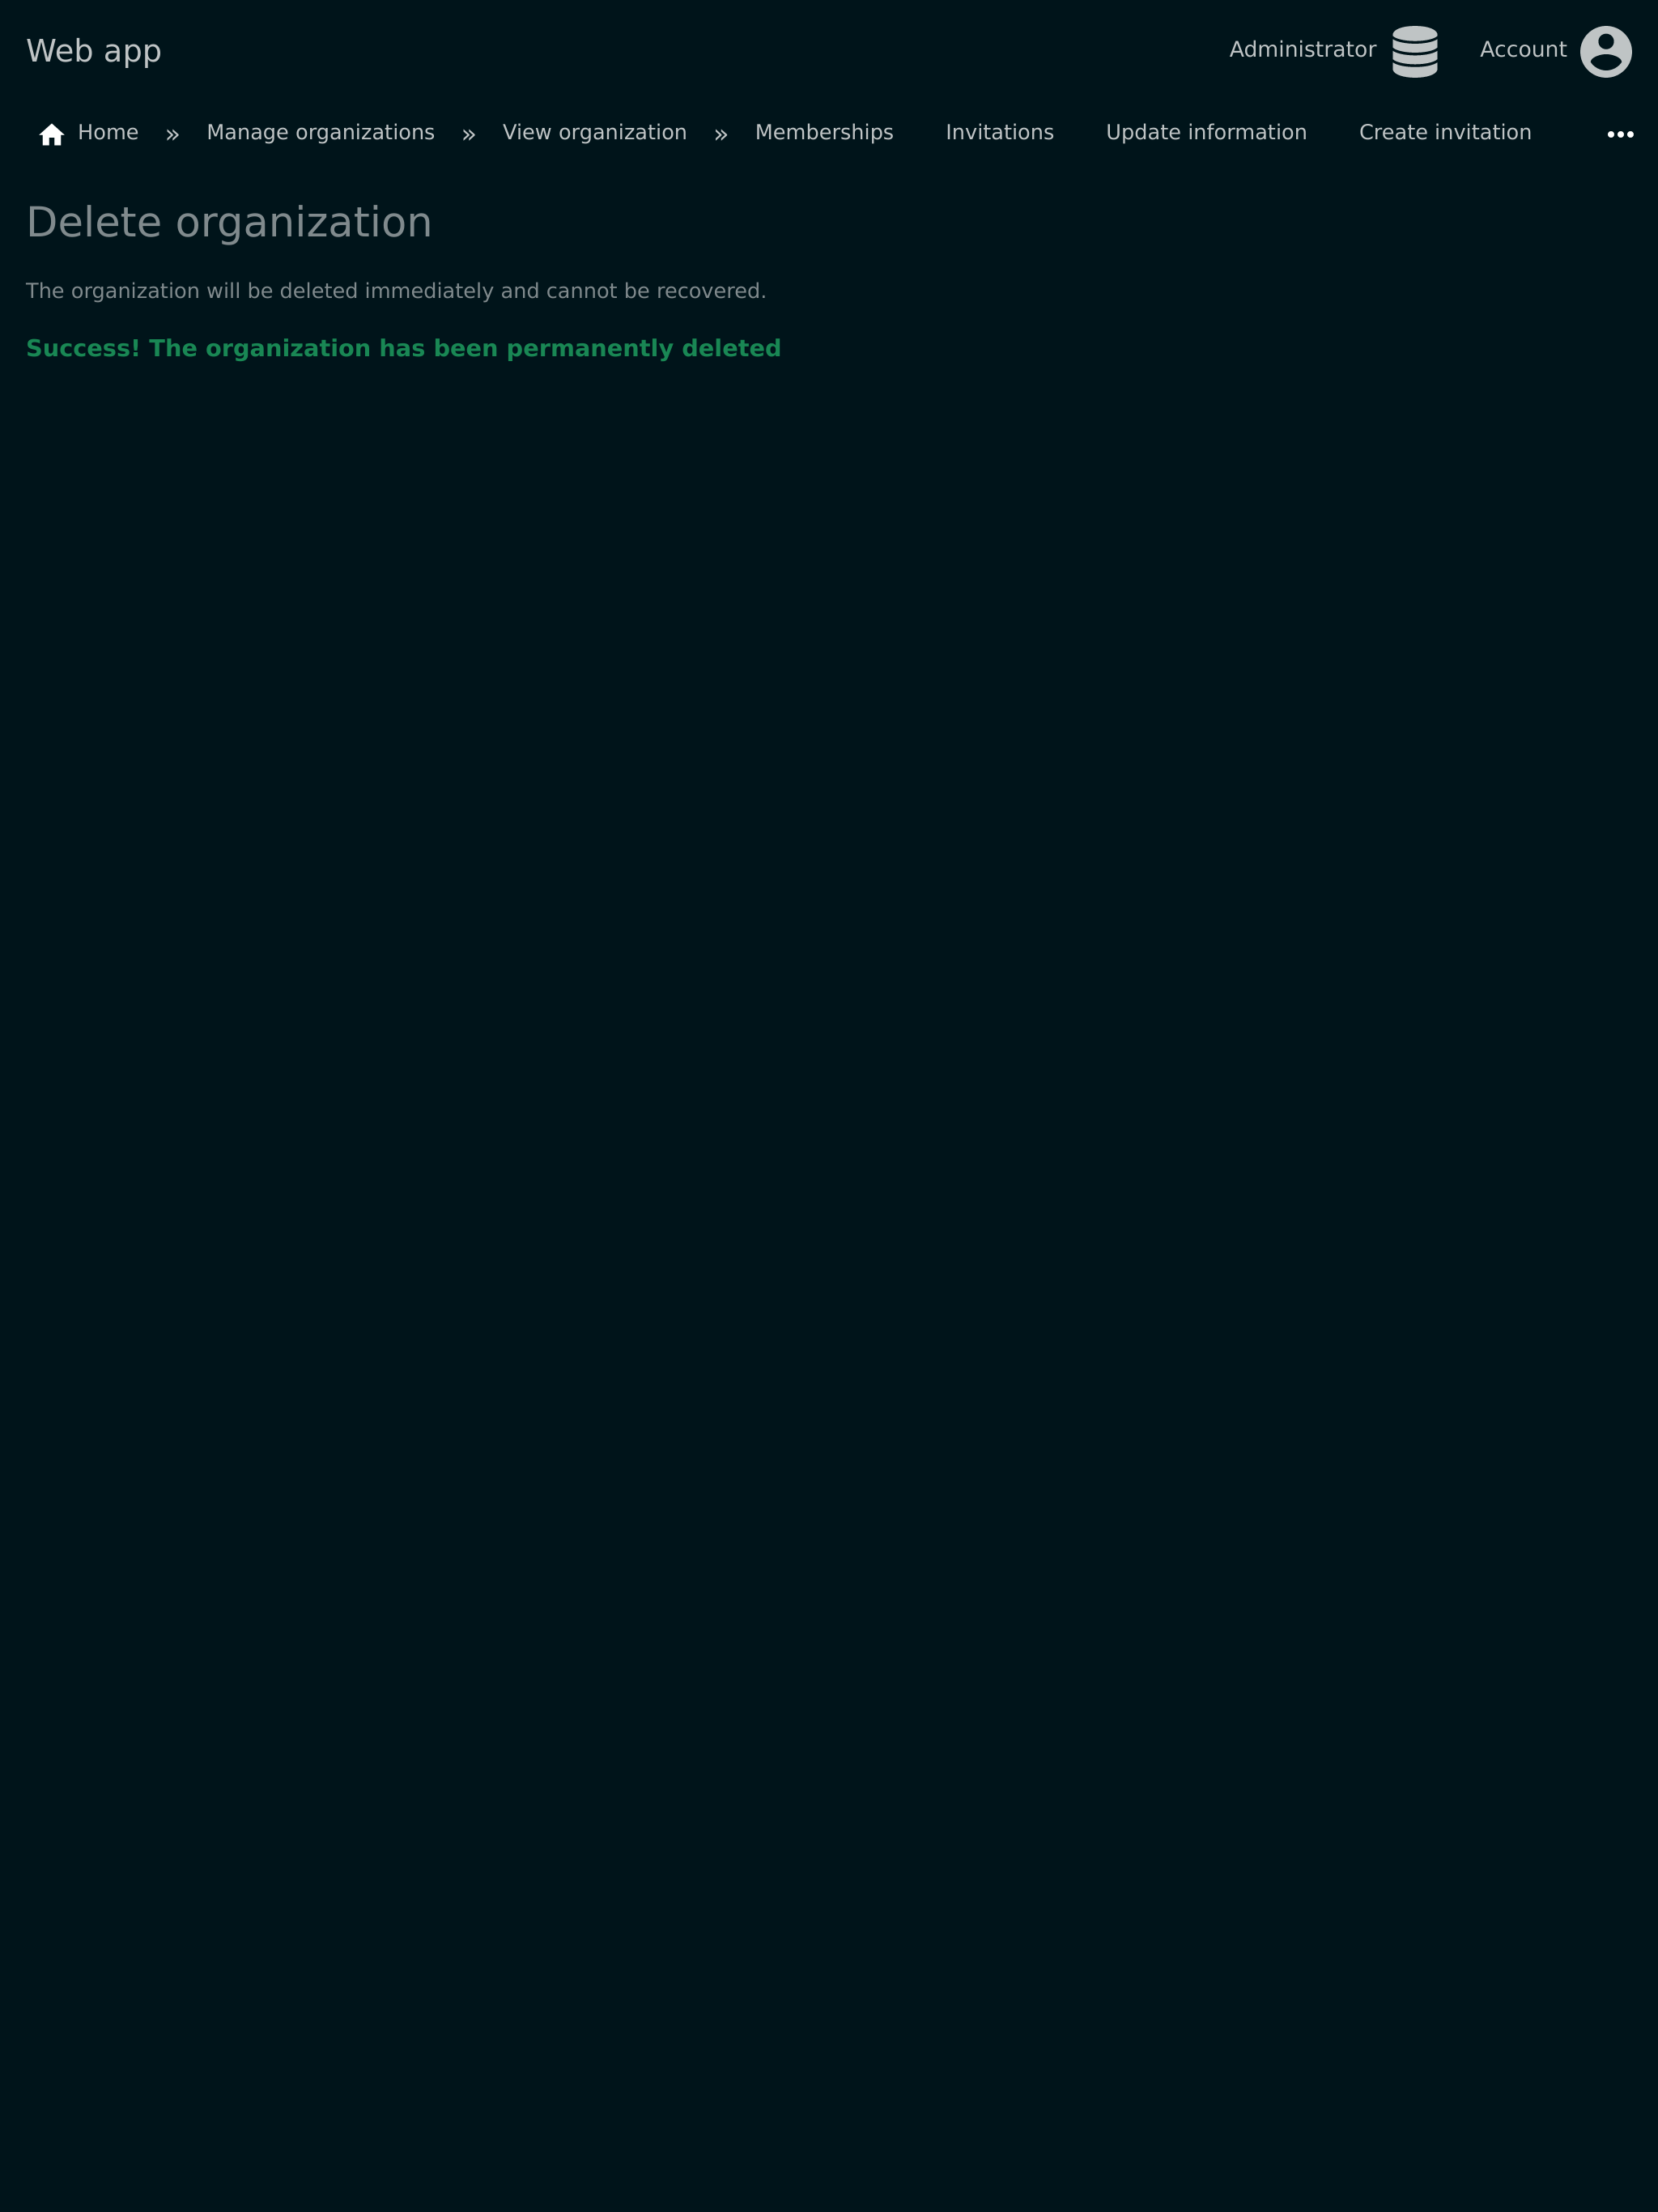 Web app
Administrator Account
Home » Manage organizations » View organization » Memberships Invitations Update information Create invitation
Delete organization
The organization will be deleted immediately and cannot be recovered.
Success! The organization has been permanently deleted